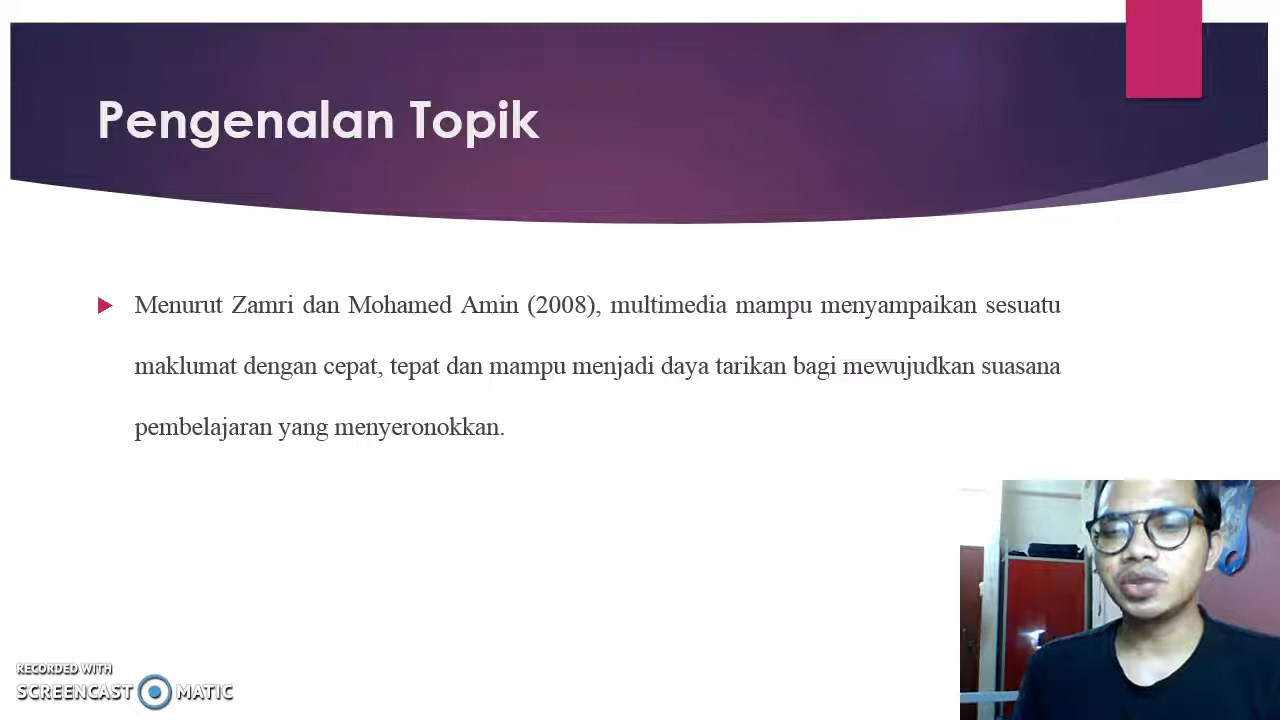 Pengenalan Topik
Menurut Zamri dan Mohamed Amin (2008), multimedia mampu menyampaikan sesuatu
maklumat dengan cepat, tepat dan mampu menjadi daya tarikan bagi mewujudkan suasana
pembelajaran yang menyeronokkan.
RECORDED WITH
SCREENCAST MATIC